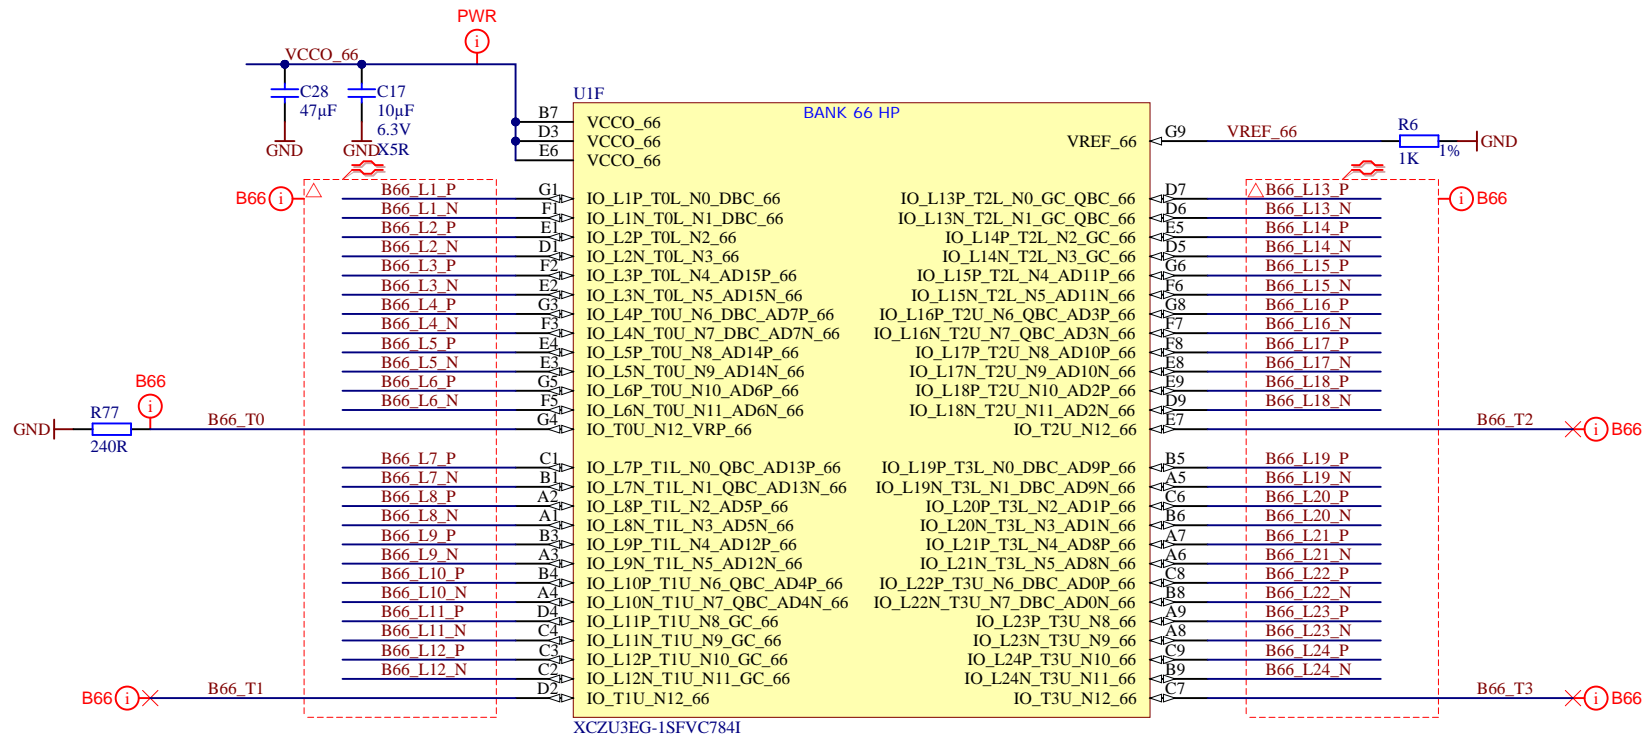 PWR
VCCO_66
C28
47µF
GND
C17
10µF
6.3V
X5R
GND
U1F
BANK 66 HP
B7 VCCO_66
D3 VCCO_66
E6 VCCO_66
VREF_66 G9 VREF_66
R6
1K
1%
GND
B66
B66_L1_P G1 IO_L1P_T0L_N0_DBC_66
B66_L1_N F1 IO_L1N_T0L_N1_DBC_66
B66_L2_P E1 IO_L2P_T0L_N2_66
B66_L2_N D1 IO_L2N_T0L_N3_66
B66_L3_P F2 IO_L3P_T0L_N4_AD15P_66
B66_L3_N E2 IO_L3N_T0L_N5_AD15N_66
B66_L4_P G3 IO_L4P_T0U_N6_DBC_AD7P_66
B66_L4_N F3 IO_L4N_T0U_N7_DBC_AD7N_66
B66_L5_P E4 IO_L5P_T0U_N8_AD14P_66
B66_L5_N E3 IO_L5N_T0U_N9_AD14N_66
B66_L6_P G5 IO_L6P_T0U_N10_AD6P_66
B66_L6_N F5 IO_L6N_T0U_N11_AD6N_66
B66
GND
R77
240R
B66_T0 G4 IO_T0U_N12_VRP_66
B66_L7_P C1 IO_L7P_T1L_N0_QBC_AD13P_66
B66_L7_N B1 IO_L7N_T1L_N1_QBC_AD13N_66
B66_L8_P A2 IO_L8P_T1L_N2_AD5P_66
B66_L8_N A1 IO_L8N_T1L_N3_AD5N_66
B66_L9_P B3 IO_L9P_T1L_N4_AD12P_66
B66_L9_N A3 IO_L9N_T1L_N5_AD12N_66
B66_L10_P B4 IO_L10P_T1U_N6_QBC_AD4P_66
B66_L10_N A4 IO_L10N_T1U_N7_QBC_AD4N_66
B66_L11_P D4 IO_L11P_T1U_N8_GC_66
B66_L11_N C4 IO_L11N_T1U_N9_GC_66
B66_L12_P C3 IO_L12P_T1U_N10_GC_66
B66_L12_N C2 IO_L12N_T1U_N11_GC_66
B66 B66_T1 D2 IO_T1U_N12_66
IO_L13P_T2L_N0_GC_QBC_66 D7 B66_L13_P
B66
IO_L13N_T2L_N1_GC_QBC_66 D6 B66_L13_N
IO_L14P_T2L_N2_GC_66 E5 B66_L14_P
IO_L14N_T2L_N3_GC_66 D5 B66_L14_N
IO_L15P_T2L_N4_AD11P_66 G6 B66_L15_P
IO_L15N_T2L_N5_AD11N_66 F6 B66_L15_N
IO_L16P_T2U_N6_QBC_AD3P_66 G8 B66_L16_P
IO_L16N_T2U_N7_QBC_AD3N_66 F7 B66_L16_N
IO_L17P_T2U_N8_AD10P_66 F8 B66_L17_P
IO_L17N_T2U_N9_AD10N_66 E8 B66_L17_N
IO_L18P_T2U_N10_AD2P_66 E9 B66_L18_P
IO_L18N_T2U_N11_AD2N_66 D9 B66_L18_N
IO_T2U_N12_66 E7 B66_T2 B66
IO_L19P_T3L_N0_DBC_AD9P_66 B5 B66_L19_P
IO_L19N_T3L_N1_DBC_AD9N_66 A5 B66_L19_N
IO_L20P_T3L_N2_AD1P_66 C6 B66_L20_P
IO_L20N_T3L_N3_AD1N_66 B6 B66_L20_N
IO_L21P_T3L_N4_AD8P_66 A7 B66_L21_P
IO_L21N_T3L_N5_AD8N_66 A6 B66_L21_N
IO_L22P_T3U_N6_DBC_AD0P_66 C8 B66_L22_P
IO_L22N_T3U_N7_DBC_AD0N_66 B8 B66_L22_N
IO_L23P_T3U_N8_66 A9 B66_L23_P
IO_L23N_T3U_N9_66 A8 B66_L23_N
IO_L24P_T3U_N10_66 C9 B66_L24_P
IO_L24N_T3U_N11_66 B9 B66_L24_N
IO_T3U_N12_66 C7 B66_T3 B66
XCZU3EG-1SFVC784I